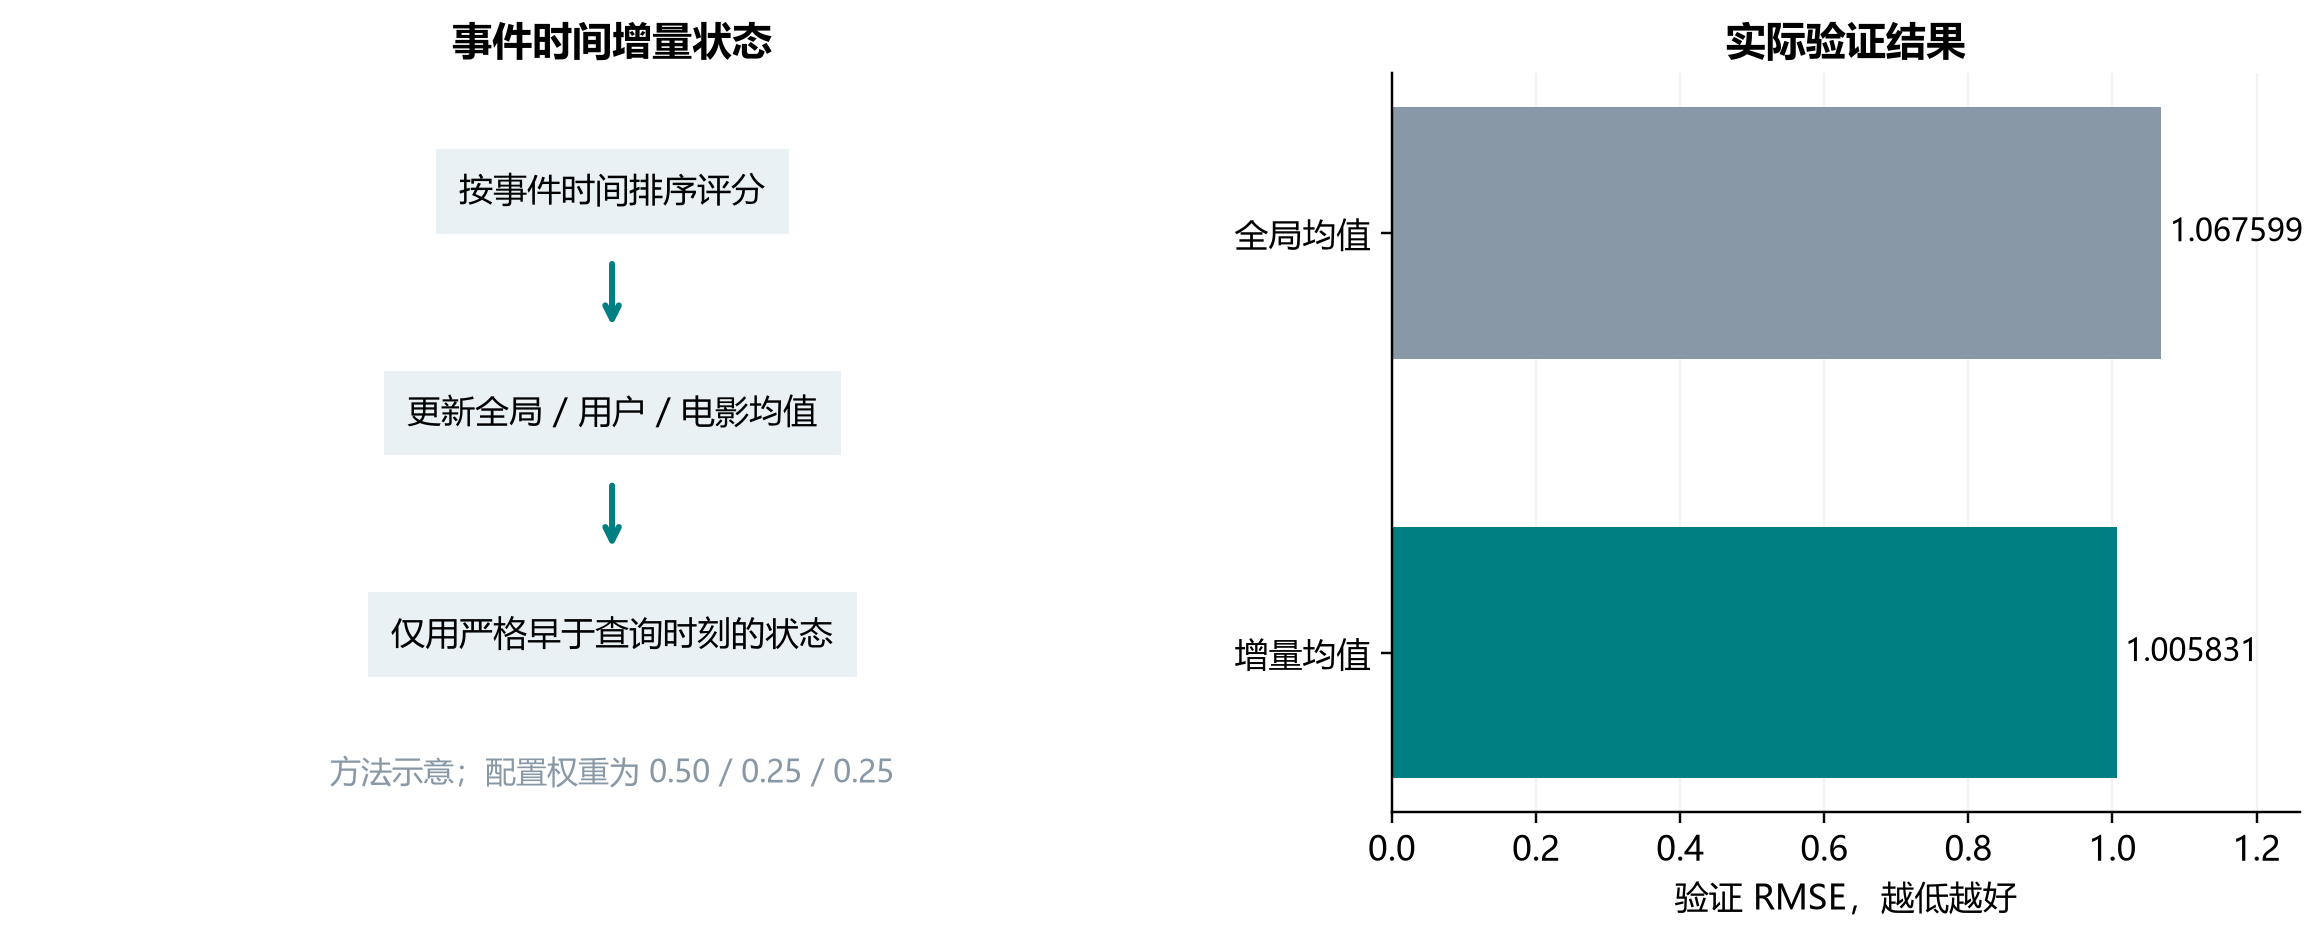 事件时间增量状态
按事件时间排序评分
更新全局 / 用户 / 电影均值
仅用严格早于查询时刻的状态
方法示意；配置权重为 0.50 / 0.25 / 0.25
实际验证结果
全局均值
1.067599
增量均值
1.005831
0.0 0.2 0.4 0.6 0.8 1.0 1.2
验证 RMSE，越低越好